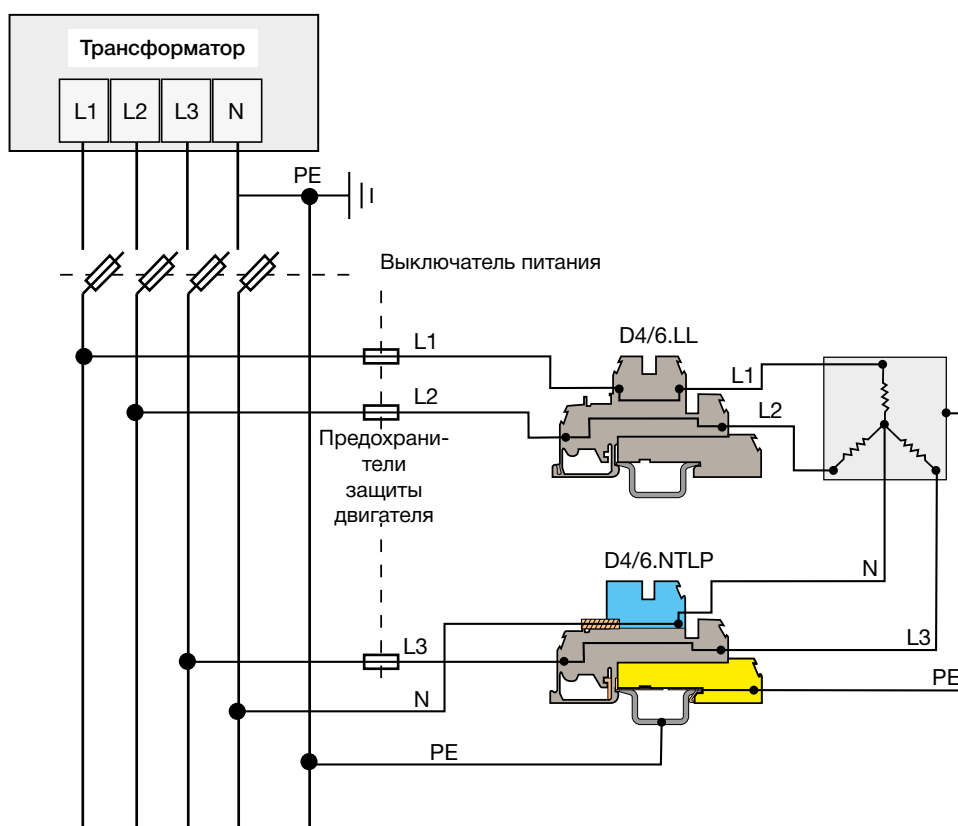 Трансформатор
L1 L2 L3 N
PE
Выключатель питания
L1
D4/6.LL
L1
L2
L2
Предохрани-
тели
защиты
двигателя
D4/6.NTLP
N
L3
L3
N
PE
PE